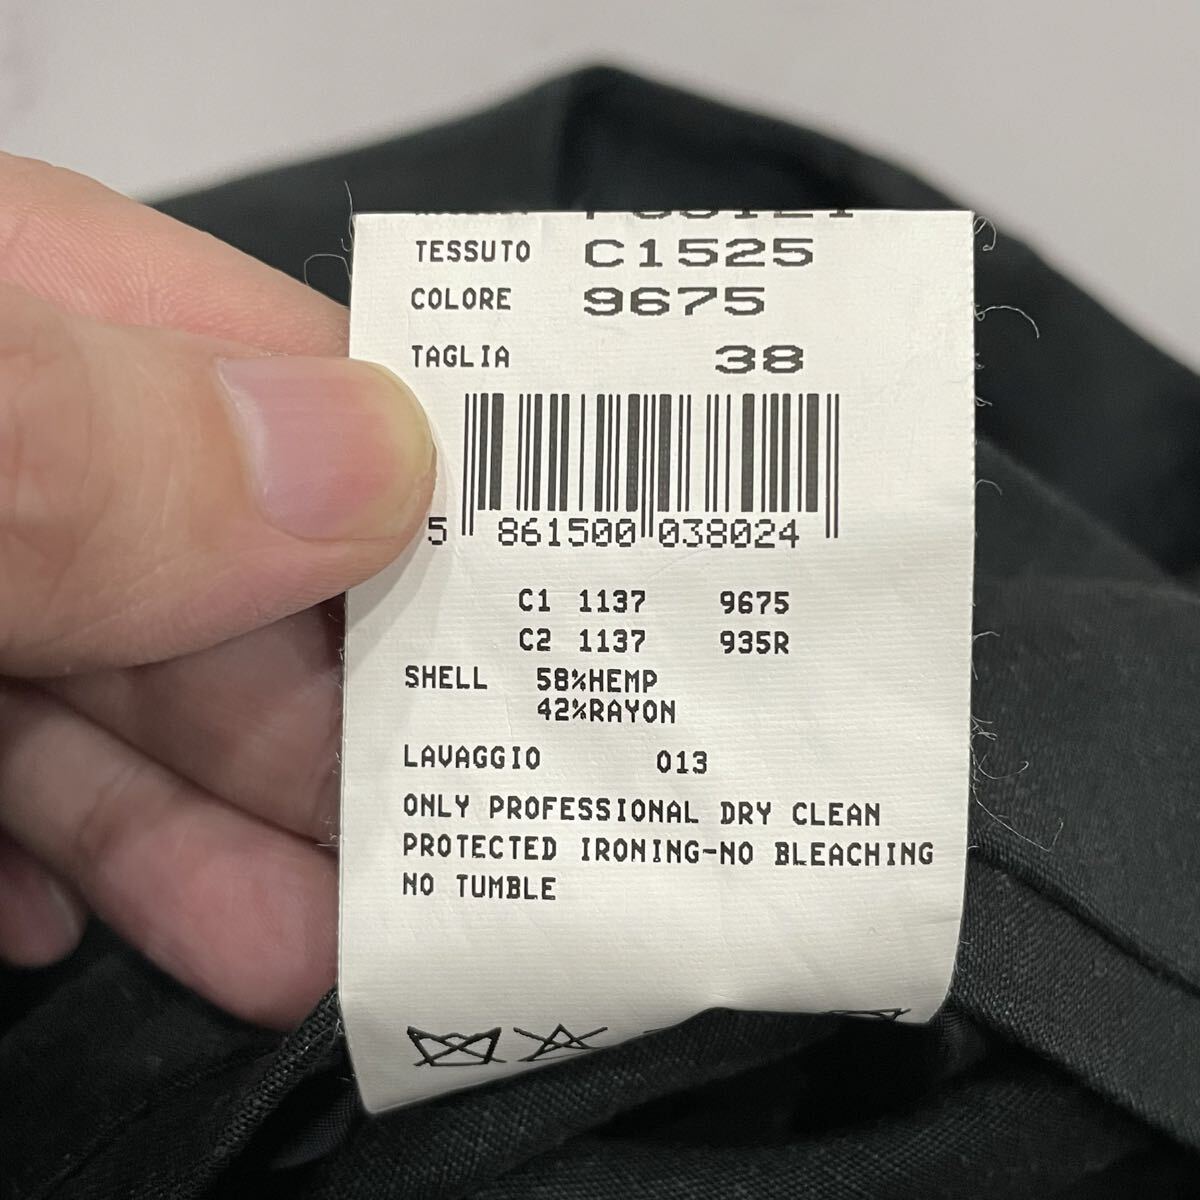 TESSUTO C1525
COLORE 9675
TAGLIA 38
5 861500 038024
C1 1137 9675
C2 1137 935R
SHELL 58%HEMP
42%RAYON
LAVAGGIO 013
ONLY PROFESSIONAL DRY CLEAN
PROTECTED IRONING-NO BLEACHING
NO TUMBLE